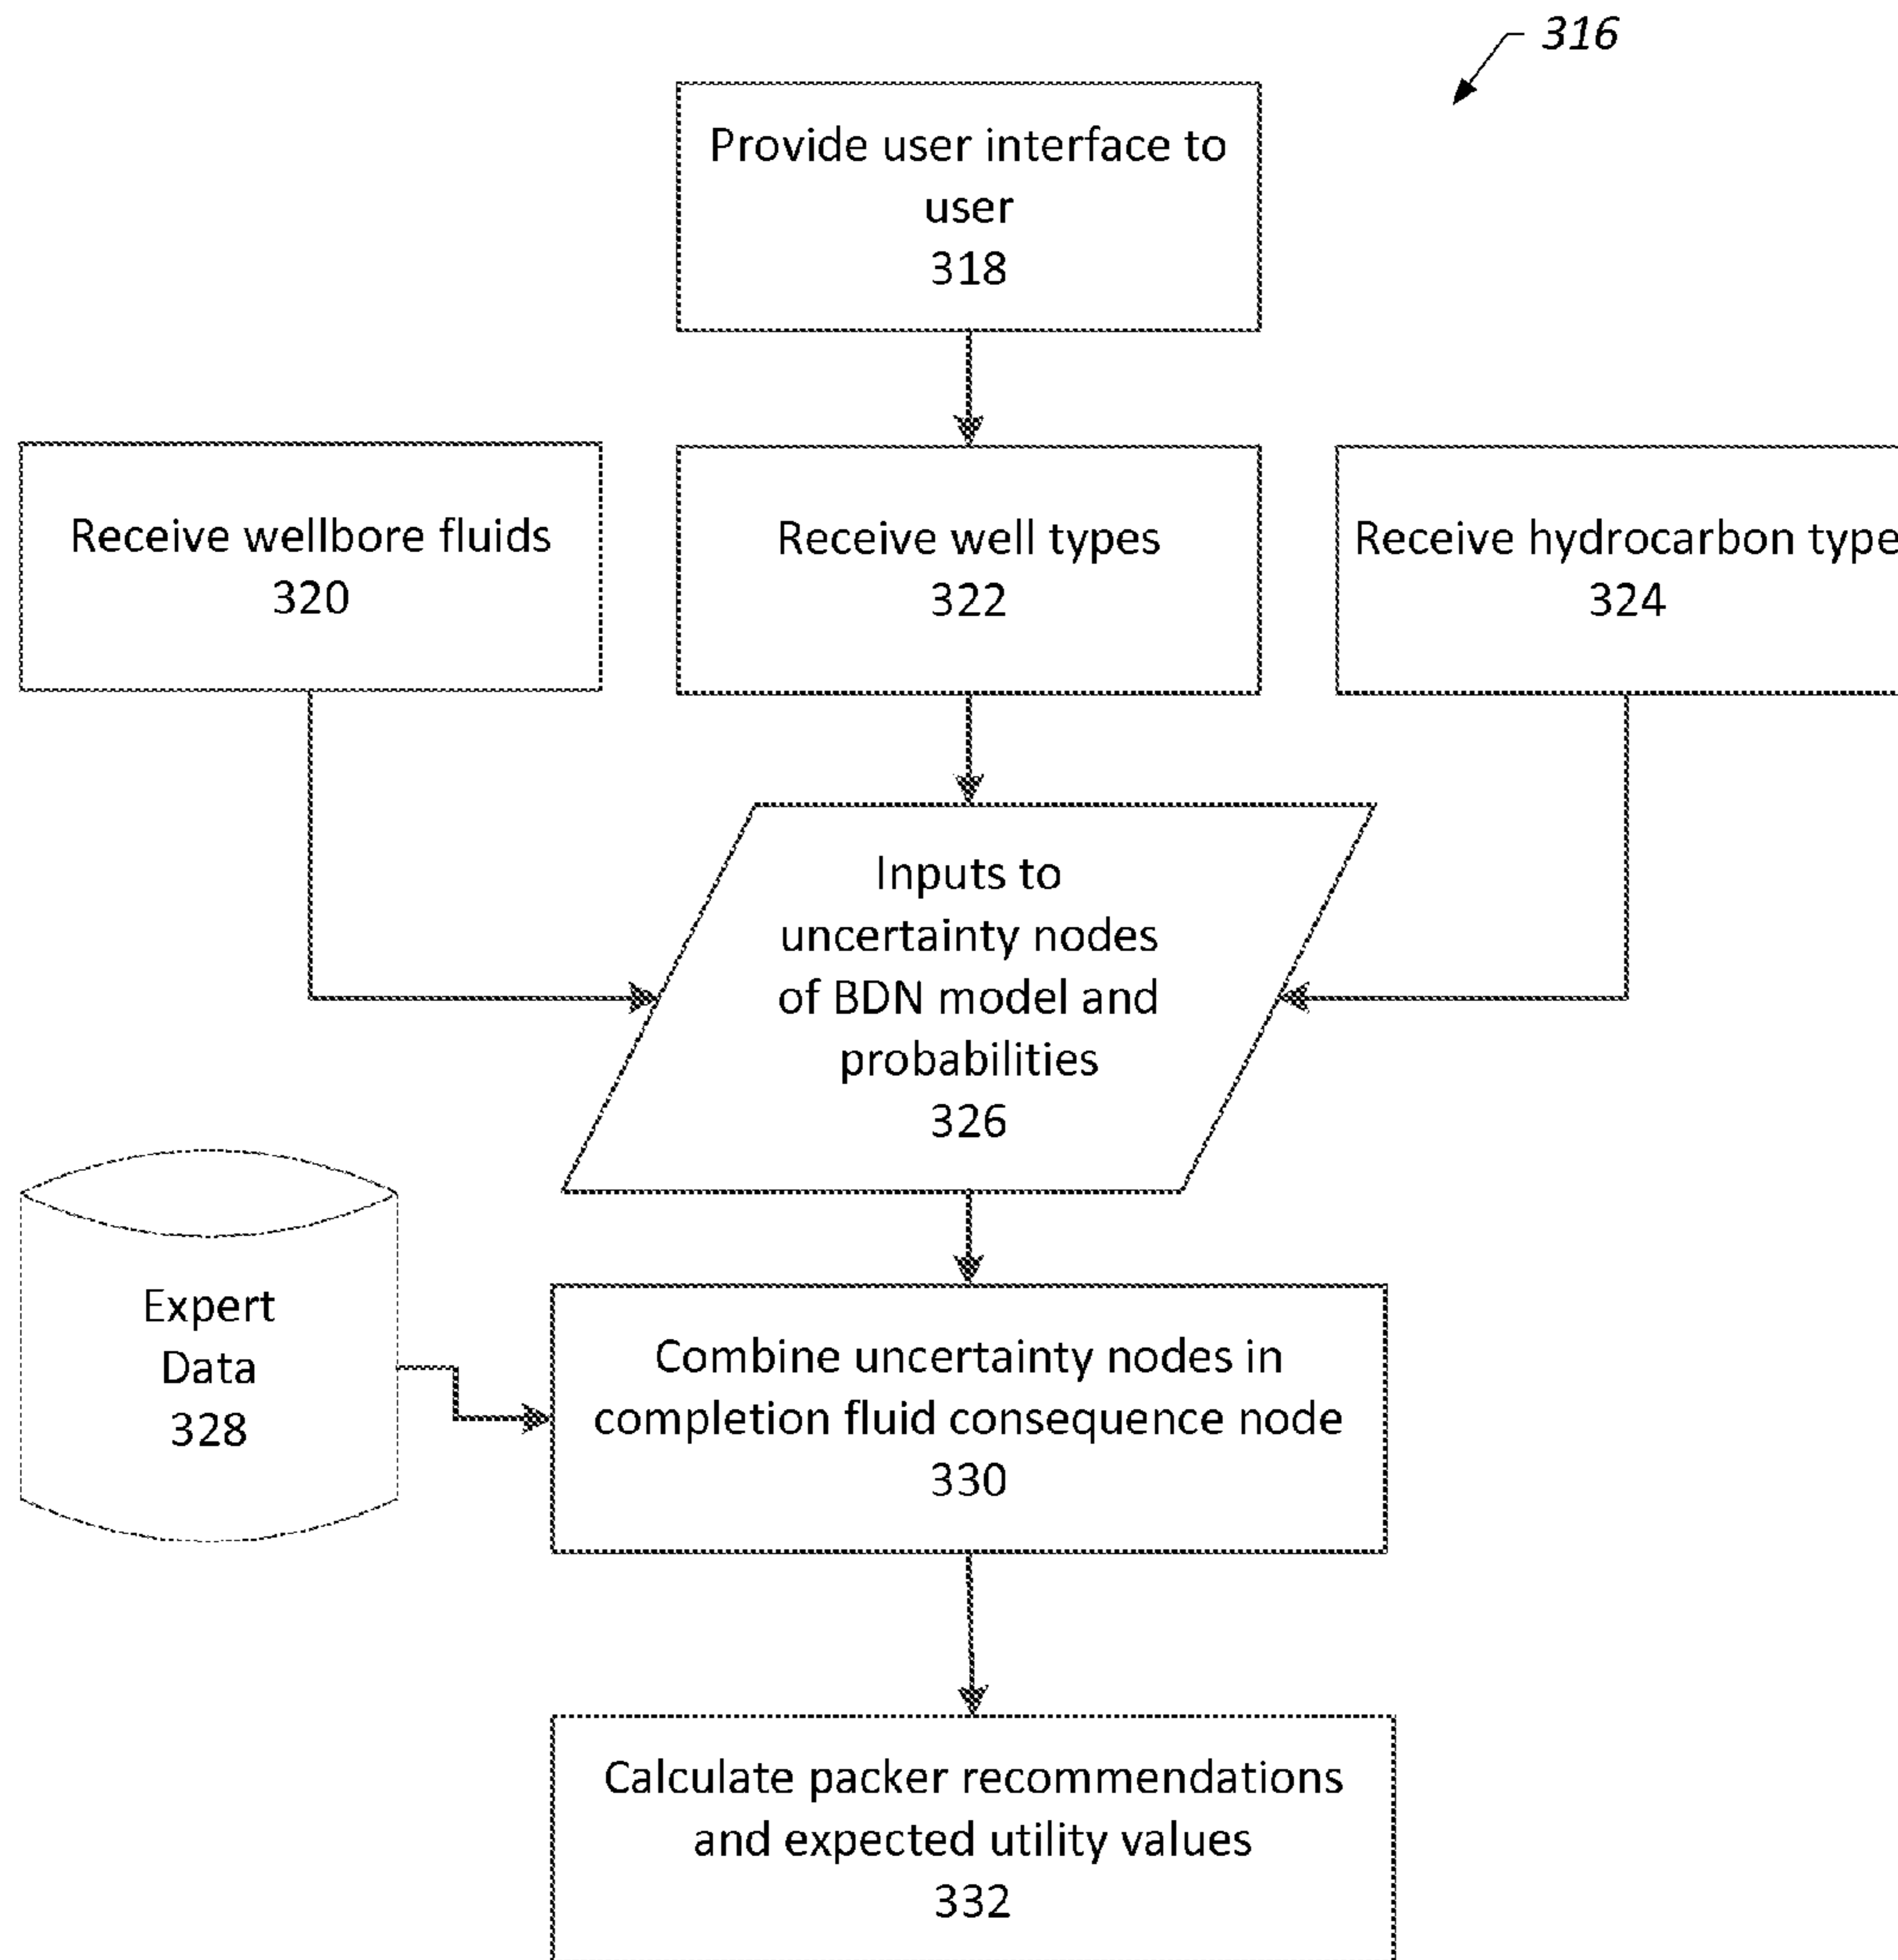 316
Provide user interface to
user
318
Receive wellbore fluids
320
Receive well types
322
Receive hydrocarbon type
324
Inputs to
uncertainty nodes
of BDN model and
probabilities
326
Expert
Data
328
Combine uncertainty nodes in
completion fluid consequence node
330
Calculate packer recommendations
and expected utility values
332